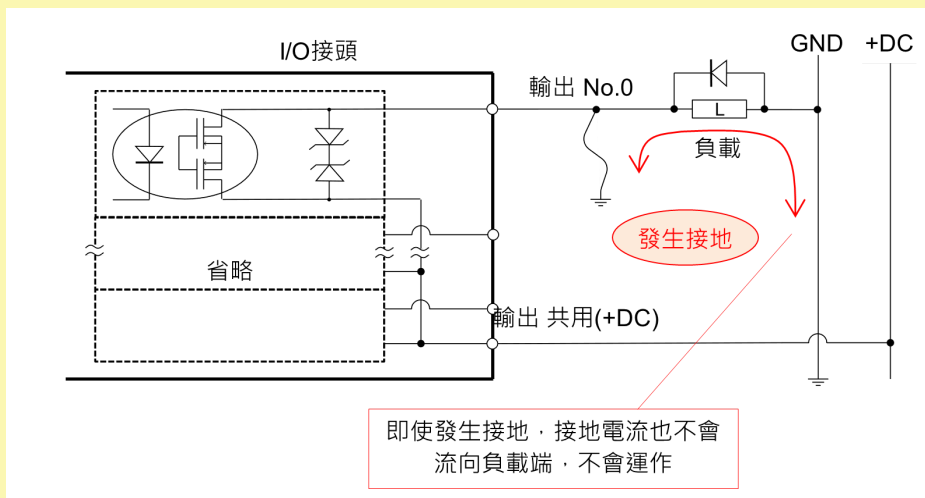 I/O接頭
GND
+DC
輸出 No.0
L
負載
發生接地
省略
輸出 共用(+DC)
即使發生接地，接地電流也不會
流向負載端，不會運作